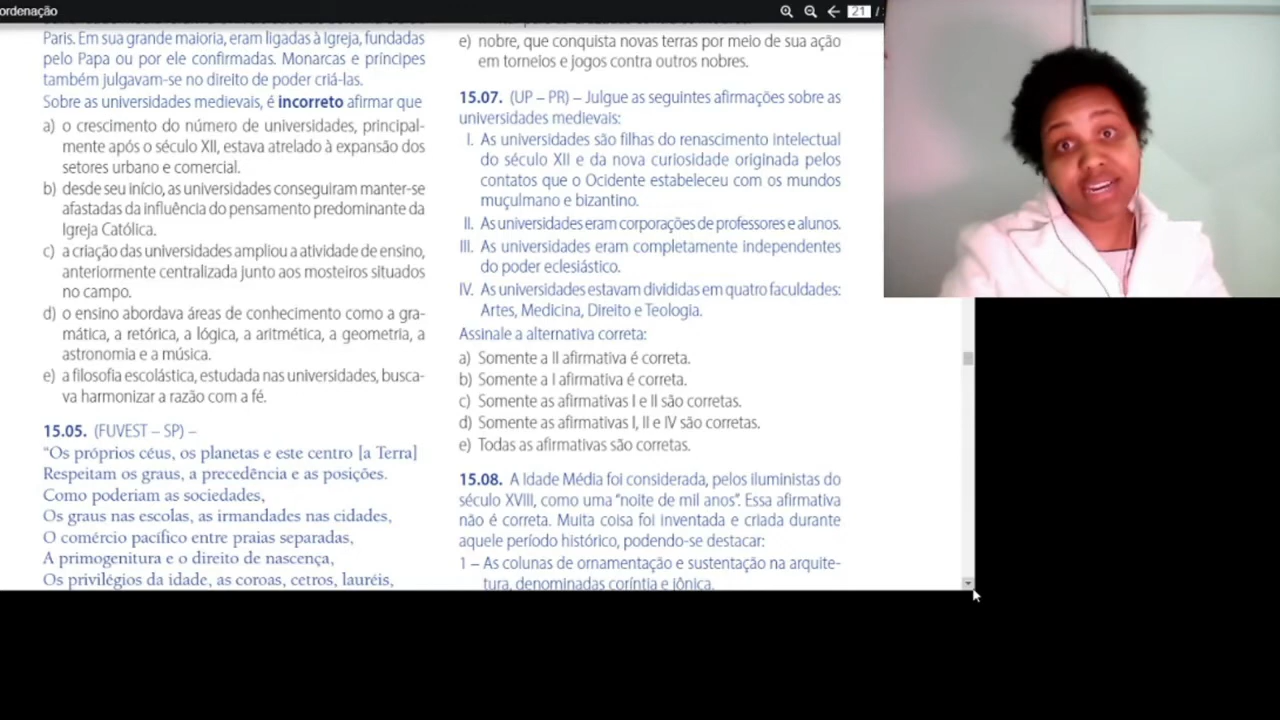 ordenação
21 /
Paris. Em sua grande maioria, eram ligadas à Igreja, fundadas
pelo Papa ou por ele confirmadas. Monarcas e príncipes
também julgavam-se no direito de poder criá-las.
Sobre as universidades medievais, é incorreto afirmar que
a) o crescimento do número de universidades, principal-
mente após o século XII, estava atrelado à expansão dos
setores urbano e comercial.
b) desde seu início, as universidades conseguiram manter-se
afastadas da influência do pensamento predominante da
Igreja Católica.
c) a criação das universidades ampliou a atividade de ensino,
anteriormente centralizada junto aos mosteiros situados
no campo.
d) o ensino abordava áreas de conhecimento como a gra-
mática, a retórica, a lógica, a aritmética, a geometria, a
astronomia e a música.
e) a filosofia escolástica, estudada nas universidades, busca-
va harmonizar a razão com a fé.
15.05. (FUVEST – SP) –
“Os próprios céus, os planetas e este centro [a Terra]
Respeitam os graus, a precedência e as posições.
Como poderiam as sociedades,
Os graus nas escolas, as irmandades nas cidades,
O comércio pacífico entre praias separadas,
A primogenitura e o direito de nascença,
Os privilégios da idade, as coroas, cetros, lauréis,
e) nobre, que conquista novas terras por meio de sua ação
em torneios e jogos contra outros nobres.
15.07. (UP – PR) – Julgue as seguintes afirmações sobre as
universidades medievais:
I. As universidades são filhas do renascimento intelectual
do século XII e da nova curiosidade originada pelos
contatos que o Ocidente estabeleceu com os mundos
muçulmano e bizantino.
II. As universidades eram corporações de professores e alunos.
III. As universidades eram completamente independentes
do poder eclesiástico.
IV. As universidades estavam divididas em quatro faculdades:
Artes, Medicina, Direito e Teologia.
Assinale a alternativa correta:
a) Somente a II afirmativa é correta.
b) Somente a I afirmativa é correta.
c) Somente as afirmativas I e II são corretas.
d) Somente as afirmativas I, II e IV são corretas.
e) Todas as afirmativas são corretas.
15.08. A Idade Média foi considerada, pelos iluministas do
século XVIII, como uma “noite de mil anos”. Essa afirmativa
não é correta. Muita coisa foi inventada e criada durante
aquele período histórico, podendo-se destacar:
1 – As colunas de ornamentação e sustentação na arquite-
tura, denominadas coríntia e jônica.